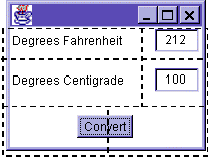 Degrees Fahrenheit 212
Degrees Centigrade 100
Convert